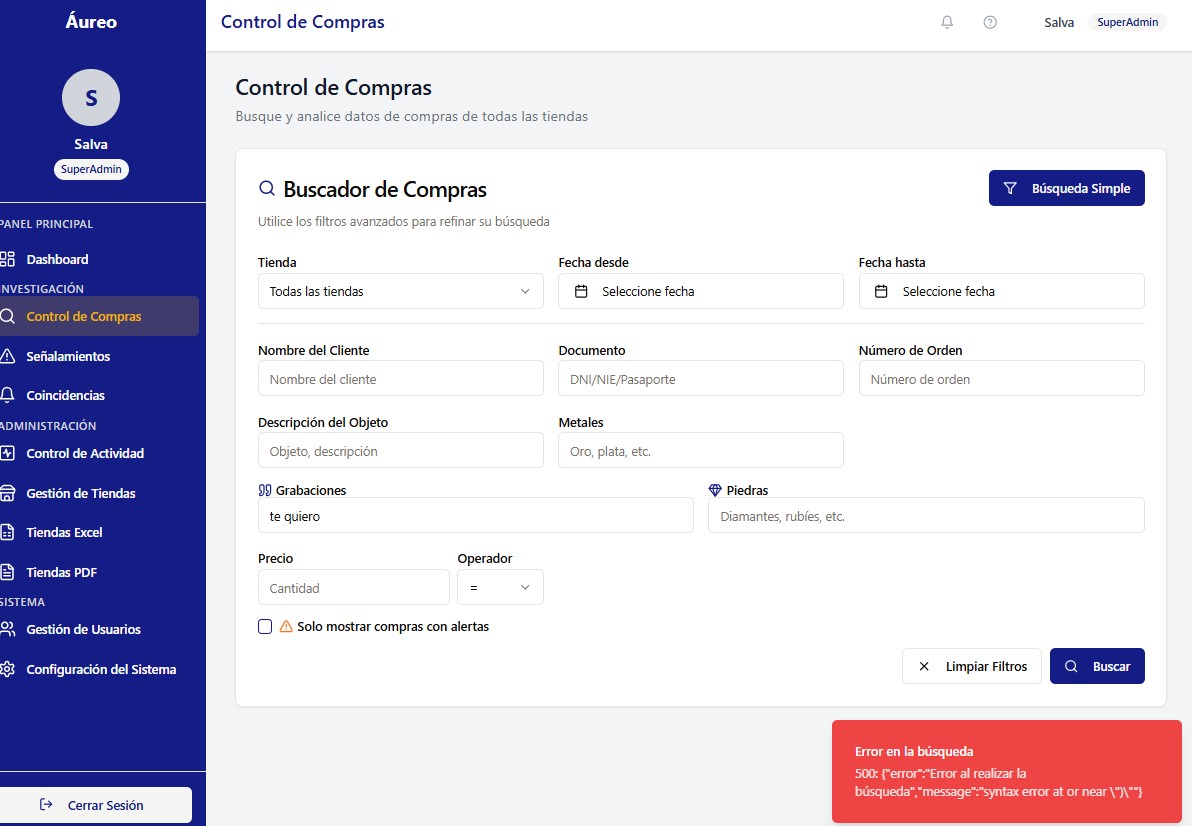 Áureo
Control de Compras
Salva
SuperAdmin
S
Salva
SuperAdmin
PANEL PRINCIPAL
Dashboard
INVESTIGACIÓN
Control de Compras
Señalamientos
Coincidencias
ADMINISTRACIÓN
Control de Actividad
Gestión de Tiendas
Tiendas Excel
Tiendas PDF
SISTEMA
Gestión de Usuarios
Configuración del Sistema
Cerrar Sesión
Control de Compras
Busque y analice datos de compras de todas las tiendas
Buscador de Compras
Búsqueda Simple
Utilice los filtros avanzados para refinar su búsqueda
Tienda
Fecha desde
Fecha hasta
Todas las tiendas
Seleccione fecha
Seleccione fecha
Nombre del Cliente
Documento
Número de Orden
Nombre del cliente
DNI/NIE/Pasaporte
Número de orden
Descripción del Objeto
Metales
Objeto, descripción
Oro, plata, etc.
Grabaciones
Piedras
te quiero
Diamantes, rubíes, etc.
Precio
Operador
Cantidad
=
Solo mostrar compras con alertas
Limpiar Filtros
Buscar
Error en la búsqueda
500: {"error":"Error al realizar la
búsqueda","message":"syntax error at or near \")\""}